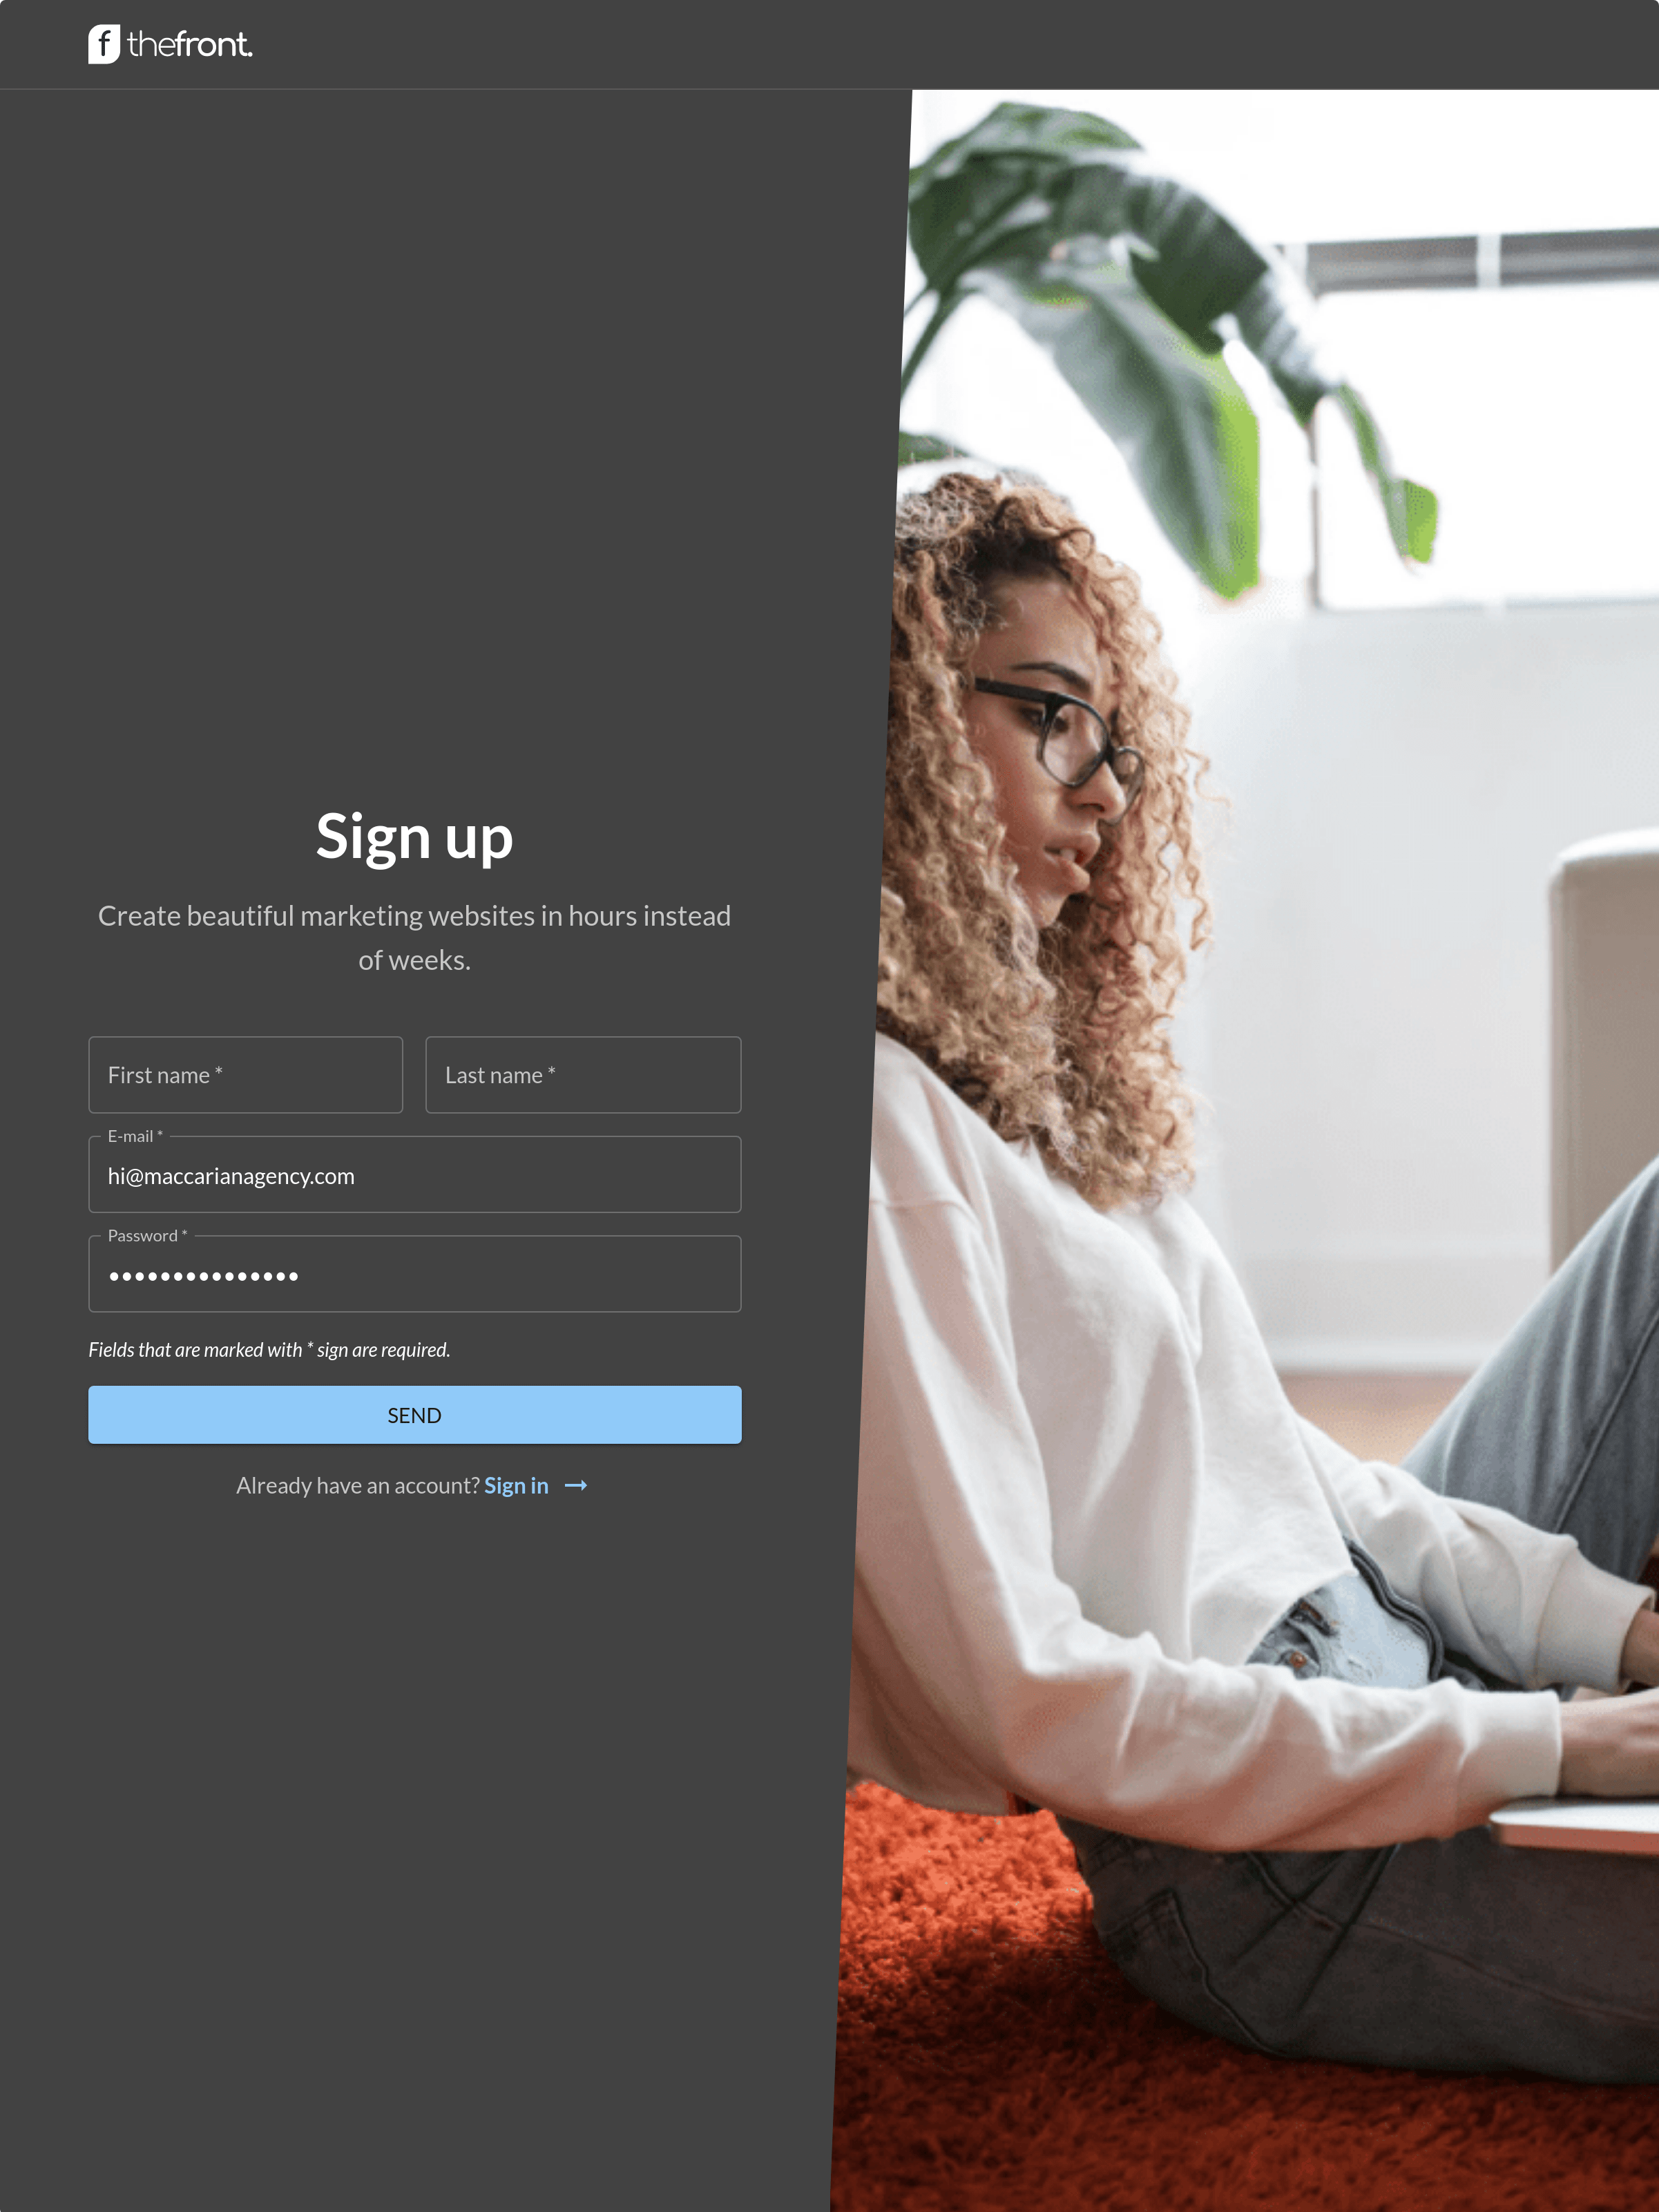 f thefront.
Sign up
Create beautiful marketing websites in hours instead
of weeks.
First name *
Last name *
E-mail *
hi@maccarianagency.com
Password *
•••••••••••••••
Fields that are marked with * sign are required.
SEND
Already have an account? Sign in →